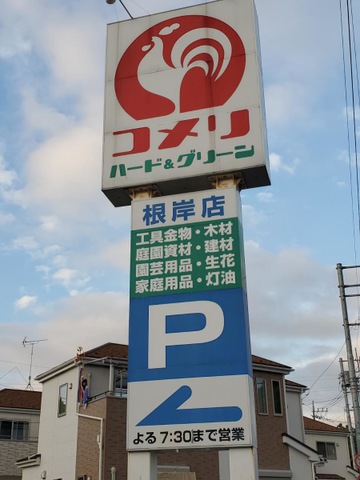 コメリ
ハード&グリーン
根岸店
工具金物・木材
庭園資材・建材
園芸用品・生花
家庭用品・灯油
P
よる7:30まで営業